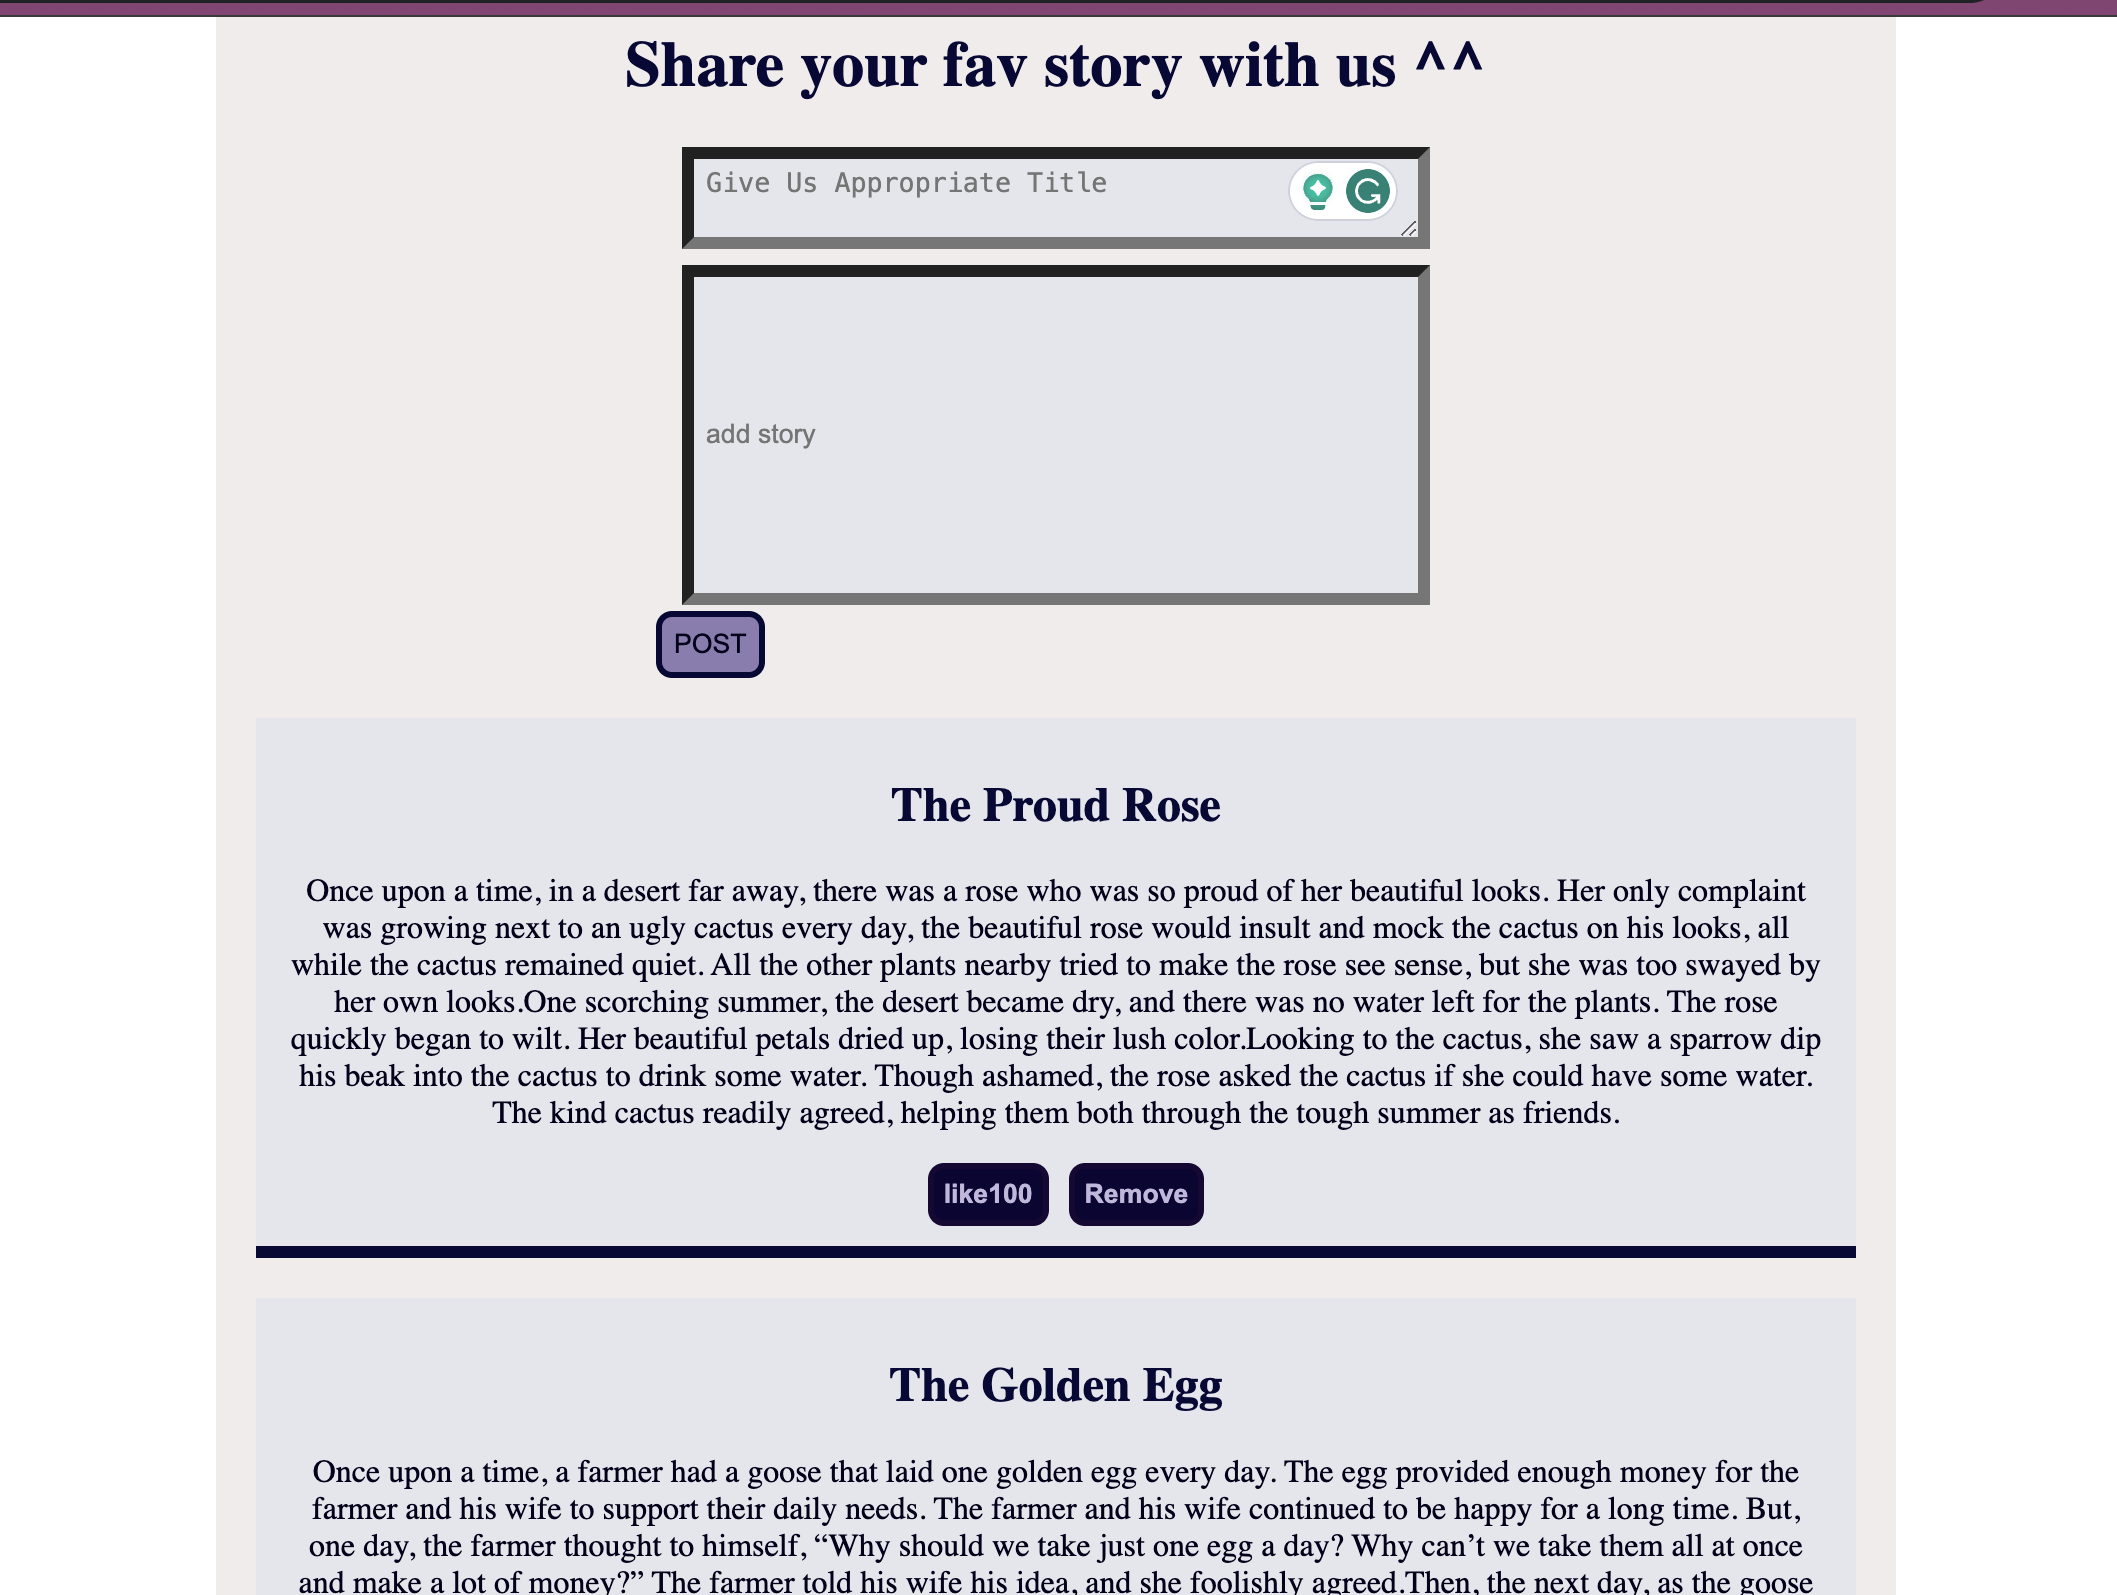 Share your fav story with us ^^
Give Us Appropriate Title
add story
POST
The Proud Rose
Once upon a time, in a desert far away, there was a rose who was so proud of her beautiful looks. Her only complaint
was growing next to an ugly cactus every day, the beautiful rose would insult and mock the cactus on his looks, all
while the cactus remained quiet. All the other plants nearby tried to make the rose see sense, but she was too swayed by
her own looks.One scorching summer, the desert became dry, and there was no water left for the plants. The rose
quickly began to wilt. Her beautiful petals dried up, losing their lush color.Looking to the cactus, she saw a sparrow dip
his beak into the cactus to drink some water. Though ashamed, the rose asked the cactus if she could have some water.
The kind cactus readily agreed, helping them both through the tough summer as friends.
like100 Remove
The Golden Egg
Once upon a time, a farmer had a goose that laid one golden egg every day. The egg provided enough money for the
farmer and his wife to support their daily needs. The farmer and his wife continued to be happy for a long time. But,
one day, the farmer thought to himself, “Why should we take just one egg a day? Why can’t we take them all at once
and make a lot of money?” The farmer told his wife his idea, and she foolishly agreed.Then, the next day, as the goose